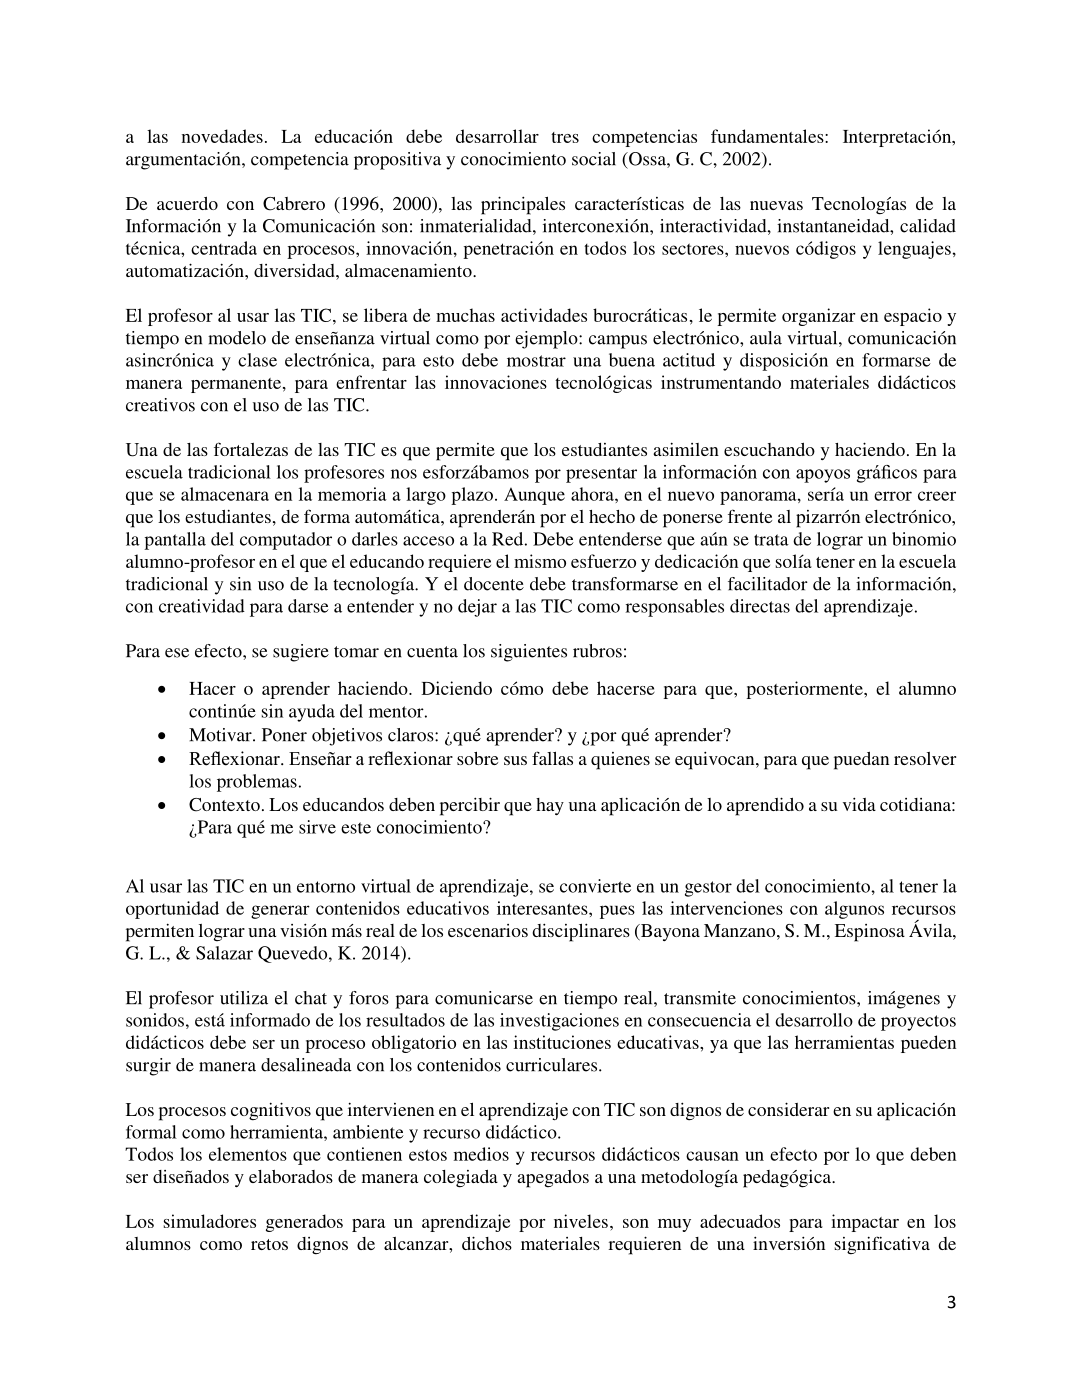 a las novedades. La educación debe desarrollar tres competencias fundamentales: Interpretación,
argumentación, competencia propositiva y conocimiento social (Ossa, G. C, 2002).
De acuerdo con Cabrero (1996, 2000), las principales características de las nuevas Tecnologías de la
Información y la Comunicación son: inmaterialidad, interconexión, interactividad, instantaneidad, calidad
técnica, centrada en procesos, innovación, penetración en todos los sectores, nuevos códigos y lenguajes,
automatización, diversidad, almacenamiento.
El profesor al usar las TIC, se libera de muchas actividades burocráticas, le permite organizar en espacio y
tiempo en modelo de enseñanza virtual como por ejemplo: campus electrónico, aula virtual, comunicación
asincrónica y clase electrónica, para esto debe mostrar una buena actitud y disposición en formarse de
manera permanente, para enfrentar las innovaciones tecnológicas instrumentando materiales didácticos
creativos con el uso de las TIC.
Una de las fortalezas de las TIC es que permite que los estudiantes asimilen escuchando y haciendo. En la
escuela tradicional los profesores nos esforzábamos por presentar la información con apoyos gráficos para
que se almacenara en la memoria a largo plazo. Aunque ahora, en el nuevo panorama, sería un error creer
que los estudiantes, de forma automática, aprenderán por el hecho de ponerse frente al pizarrón electrónico,
la pantalla del computador o darles acceso a la Red. Debe entenderse que aún se trata de lograr un binomio
alumno-profesor en el que el educando requiere el mismo esfuerzo y dedicación que solía tener en la escuela
tradicional y sin uso de la tecnología. Y el docente debe transformarse en el facilitador de la información,
con creatividad para darse a entender y no dejar a las TIC como responsables directas del aprendizaje.
Para ese efecto, se sugiere tomar en cuenta los siguientes rubros:
• Hacer o aprender haciendo. Diciendo cómo debe hacerse para que, posteriormente, el alumno
continúe sin ayuda del mentor.
• Motivar. Poner objetivos claros: ¿qué aprender? y ¿por qué aprender?
• Reflexionar. Enseñar a reflexionar sobre sus fallas a quienes se equivocan, para que puedan resolver
los problemas.
• Contexto. Los educandos deben percibir que hay una aplicación de lo aprendido a su vida cotidiana:
¿Para qué me sirve este conocimiento?
Al usar las TIC en un entorno virtual de aprendizaje, se convierte en un gestor del conocimiento, al tener la
oportunidad de generar contenidos educativos interesantes, pues las intervenciones con algunos recursos
permiten lograr una visión más real de los escenarios disciplinares (Bayona Manzano, S. M., Espinosa Ávila,
G. L., & Salazar Quevedo, K. 2014).
El profesor utiliza el chat y foros para comunicarse en tiempo real, transmite conocimientos, imágenes y
sonidos, está informado de los resultados de las investigaciones en consecuencia el desarrollo de proyectos
didácticos debe ser un proceso obligatorio en las instituciones educativas, ya que las herramientas pueden
surgir de manera desalineada con los contenidos curriculares.
Los procesos cognitivos que intervienen en el aprendizaje con TIC son dignos de considerar en su aplicación
formal como herramienta, ambiente y recurso didáctico.
Todos los elementos que contienen estos medios y recursos didácticos causan un efecto por lo que deben
ser diseñados y elaborados de manera colegiada y apegados a una metodología pedagógica.
Los simuladores generados para un aprendizaje por niveles, son muy adecuados para impactar en los
alumnos como retos dignos de alcanzar, dichos materiales requieren de una inversión significativa de
3